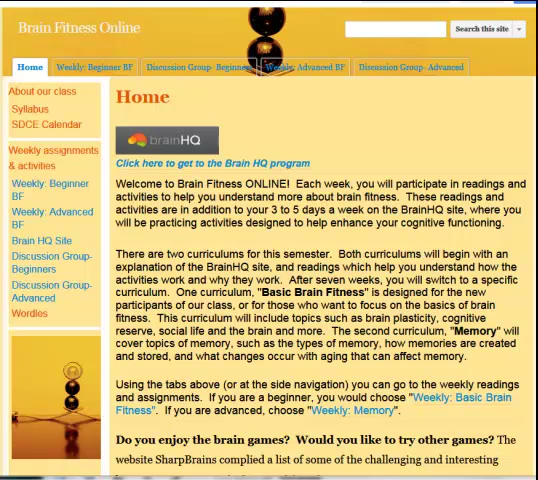 Brain Fitness Online
Search this site
Home
Weekly: Beginner BF
Discussion Group- Beginners
Weekly: Advanced BF
Discussion Group- Advanced
About our class
Syllabus
SDCE Calendar
Weekly assignments
& activities
Weekly: Beginner
BF
Weekly: Advanced
BF
Brain HQ Site
Discussion Group-
Beginners
Discussion Group-
Advanced
Wordles
Home
brainHQ
Click here to get to the Brain HQ program
Welcome to Brain Fitness ONLINE!  Each week, you will participate in readings and
activities to help you understand more about brain fitness.  These readings and
activities are in addition to your 3 to 5 days a week on the BrainHQ site, where you
will be practicing activities designed to help enhance your cognitive functioning.
There are two curriculums for this semester.  Both curriculums will begin with an
explanation of the BrainHQ site, and readings which help you understand how the
activities work and why they work.  After seven weeks, you will switch to a specific
curriculum.  One curriculum, "Basic Brain Fitness" is designed for the new
participants of our class, or for those who want to focus on the basics of brain
fitness.  This curriculum will include topics such as brain plasticity, cognitive
reserve, social life and the brain and more.  The second curriculum, "Memory" will
cover topics of memory, such as the types of memory, how memories are created
and stored, and what changes occur with aging that can affect memory.
Using the tabs above (or at the side navigation) you can go to the weekly readings
and assignments.  If you are a beginner, you would choose "Weekly: Basic Brain
Fitness".  If you are advanced, choose "Weekly: Memory".
Do you enjoy the brain games?  Would you like to try other games? The
website SharpBrains complied a list of some of the challenging and interesting